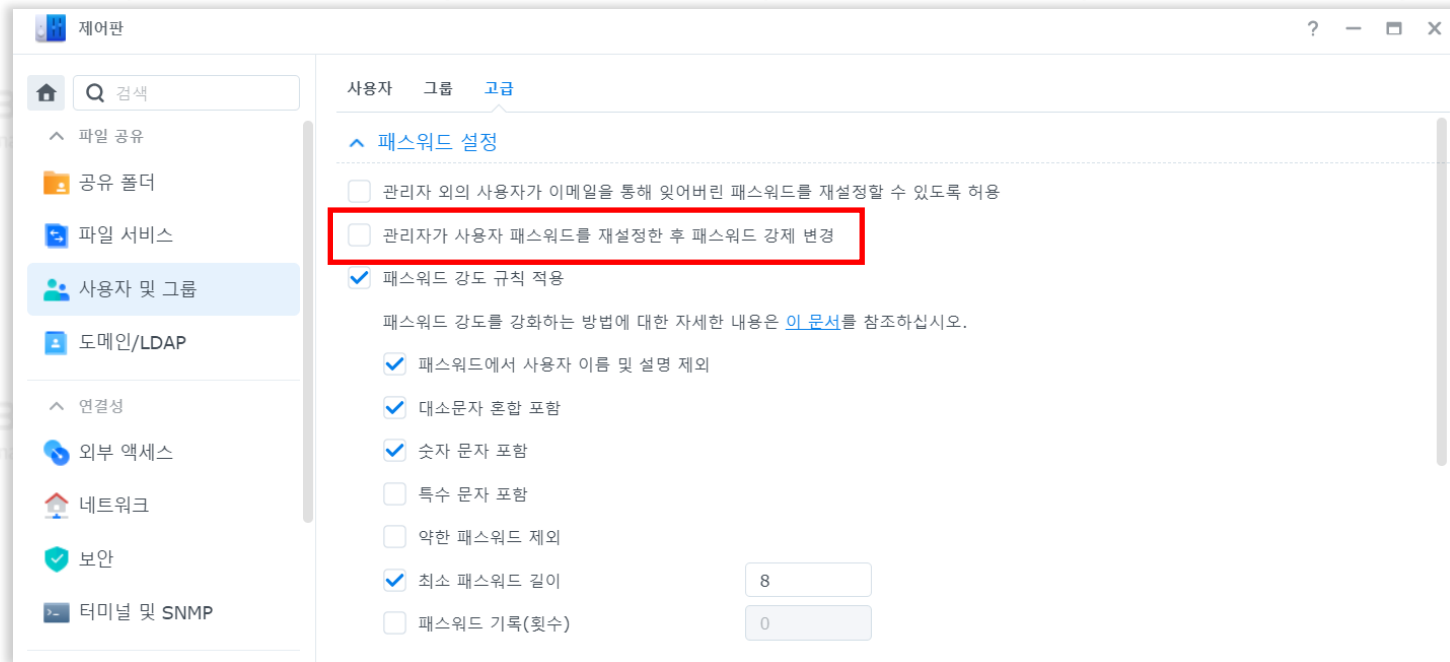 제어판
검색
파일 공유
공유 폴더
파일 서비스
사용자 및 그룹
도메인/LDAP
연결성
외부 액세스
네트워크
보안
터미널 및 SNMP
사용자 그룹 고급
패스워드 설정
관리자 외의 사용자가 이메일을 통해 잊어버린 패스워드를 재설정할 수 있도록 허용
관리자가 사용자 패스워드를 재설정한 후 패스워드 강제 변경
패스워드 강도 규칙 적용
패스워드 강도를 강화하는 방법에 대한 자세한 내용은 이 문서를 참조하십시오.
패스워드에서 사용자 이름 및 설명 제외
대소문자 혼합 포함
숫자 문자 포함
특수 문자 포함
약한 패스워드 제외
최소 패스워드 길이 8
패스워드 기록(횟수) 0